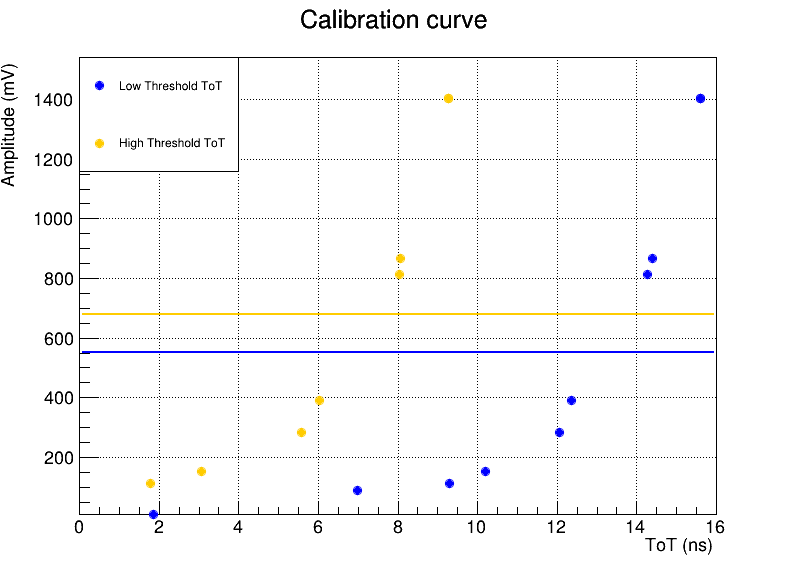 Calibration curve
Amplitude (mV)
Low Threshold ToT
High Threshold ToT
1400
1200
1000
800
600
400
200
0 2 4 6 8 10 12 14 16
ToT (ns)